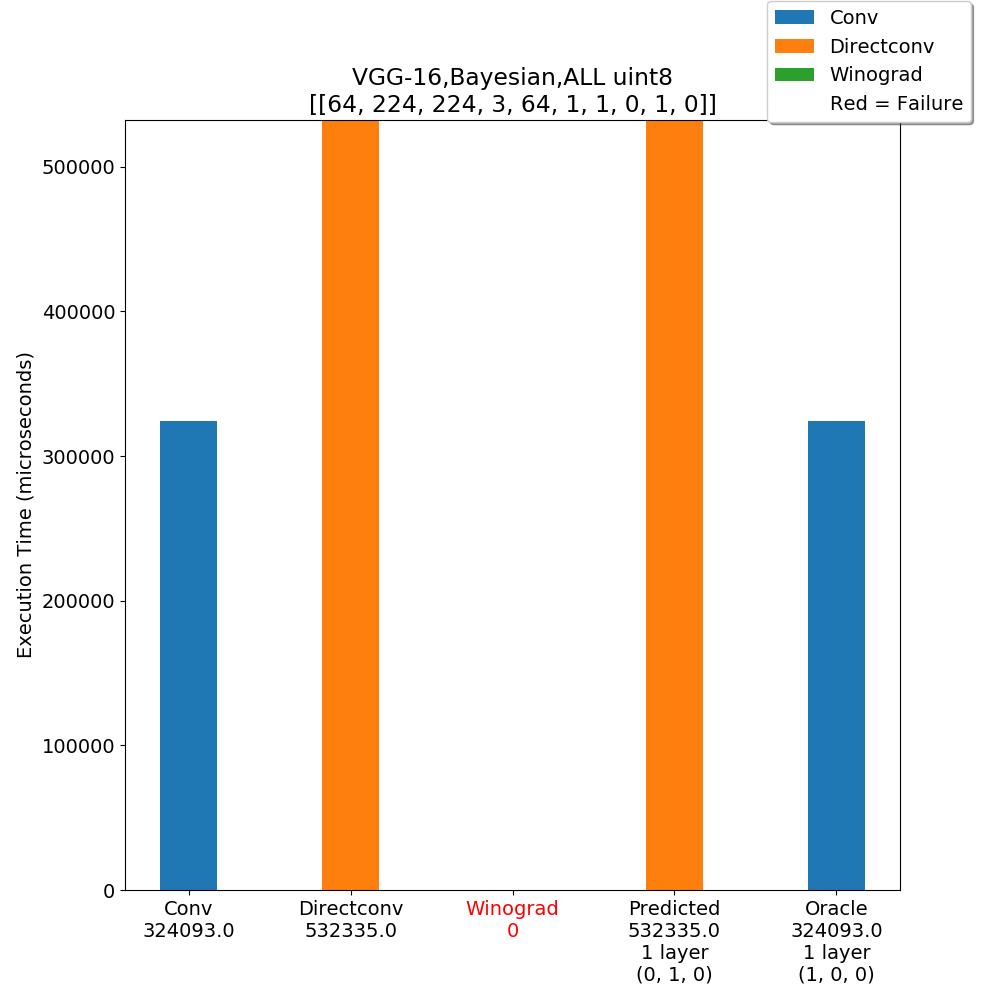 Conv
Directconv
Winograd
Red = Failure
VGG-16,Bayesian,ALL uint8
[[64, 224, 224, 3, 64, 1, 1, 0, 1, 0]]
Execution Time (microseconds)
500000
400000
300000
200000
100000
0
Conv
324093.0
Directconv
532335.0
Winograd
0
Predicted
532335.0
1 layer
(0, 1, 0)
Oracle
324093.0
1 layer
(1, 0, 0)